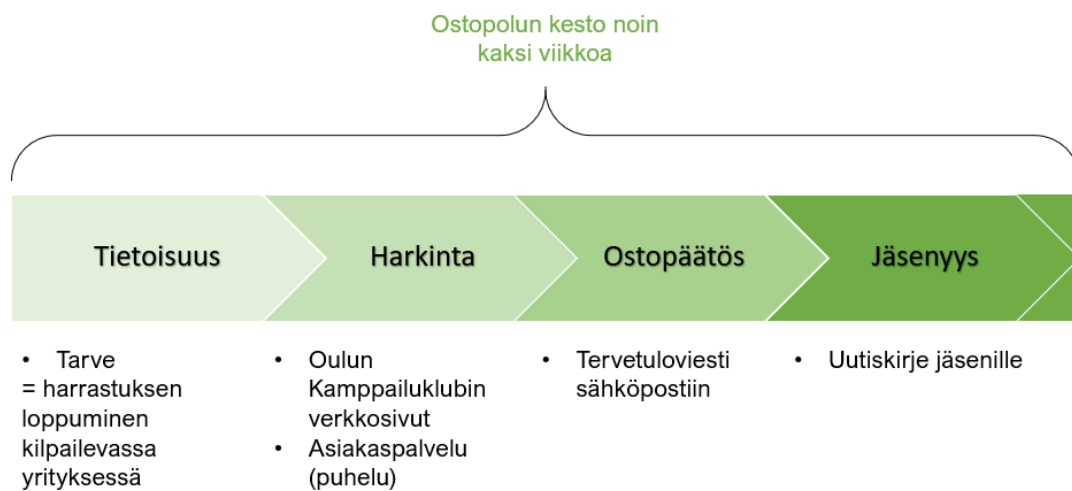 Ostopolun kesto noin
kaksi viikkoa
Tietoisuus
Harkinta
Ostopäätös
Jäsenyys
• Tarve
= harrastuksen
loppuminen
kilpailevassa
yrityksessä
• Oulun
Kamppailuklubin
verkkosivut
• Asiakaspalvelu
(puhelu)
• Tervetuloviesti
sähköpostiin
• Uutiskirje jäsenille